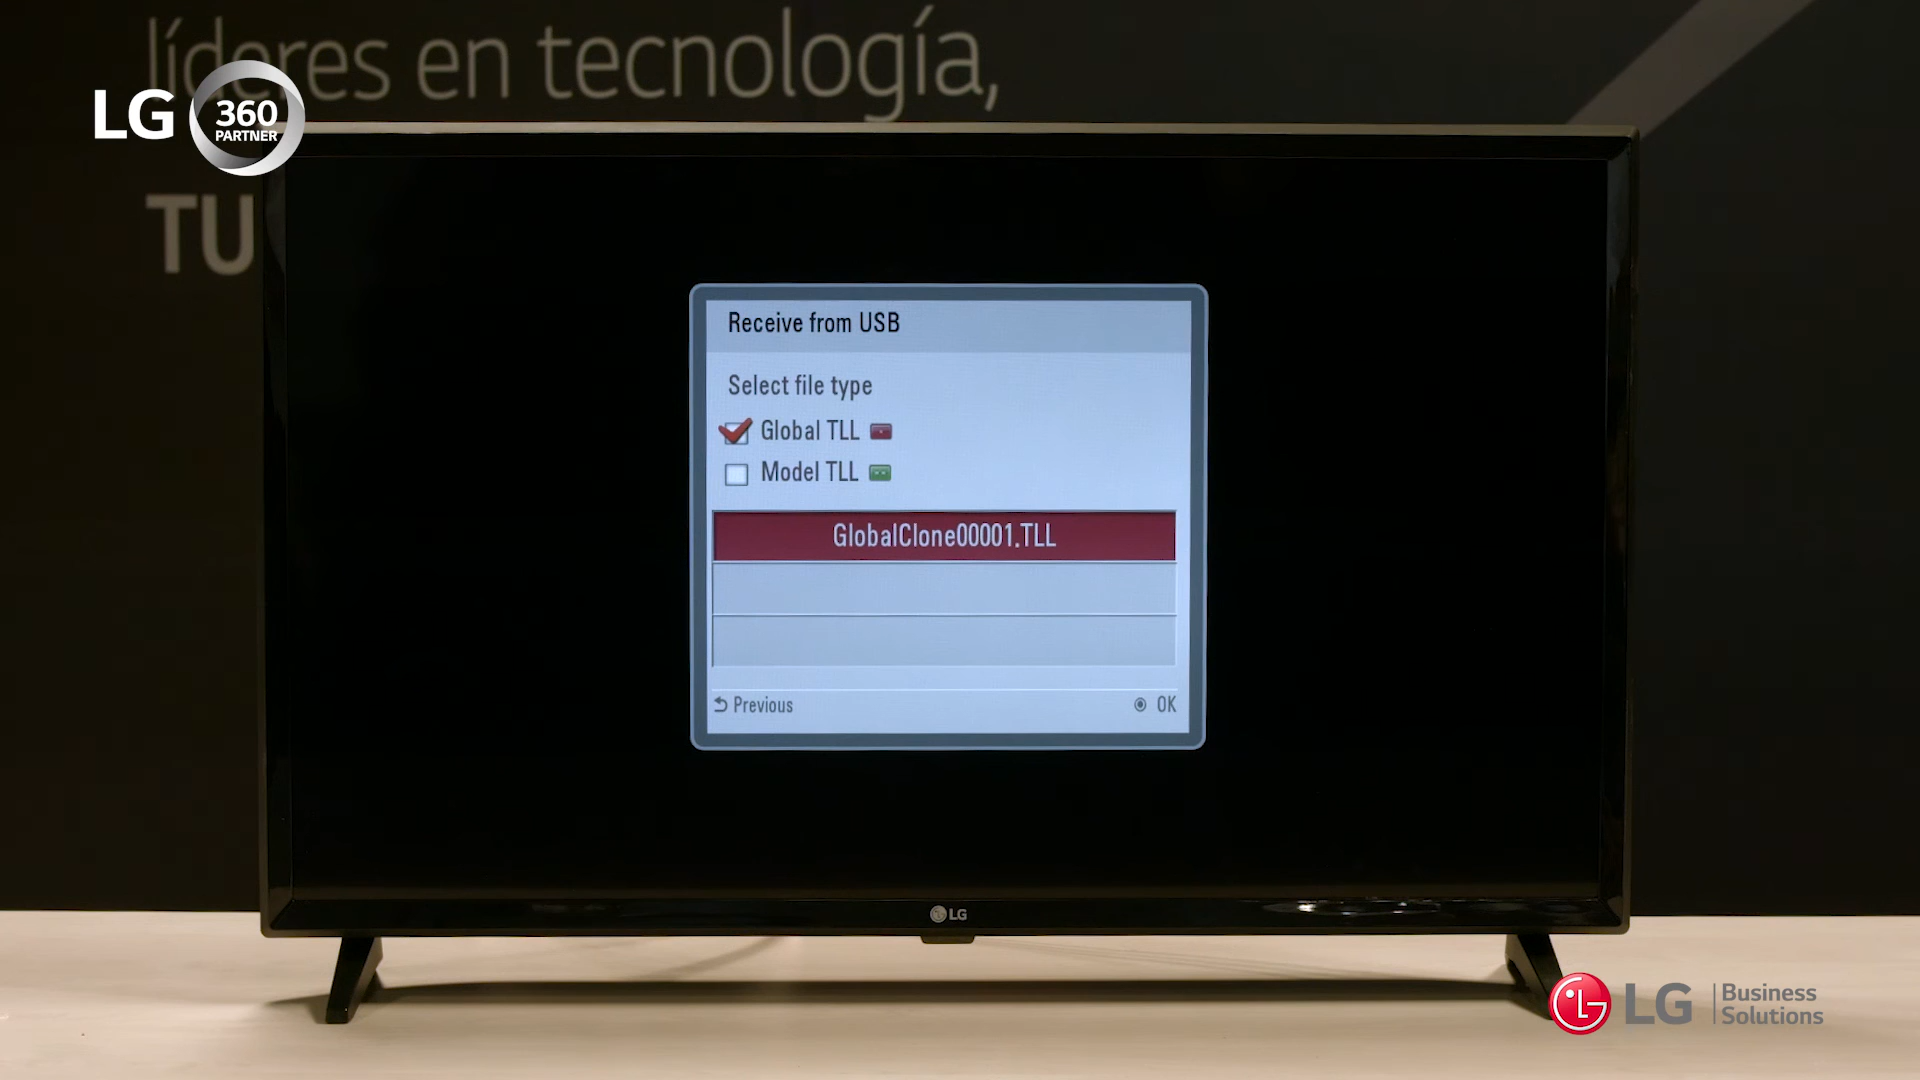 líderes en tecnología,
LG 360 PARTNER
TU
Receive from USB
Select file type
Global TLL
Model TLL
GlobalClone00001.TLL
Previous
OK
LG
LG Business Solutions